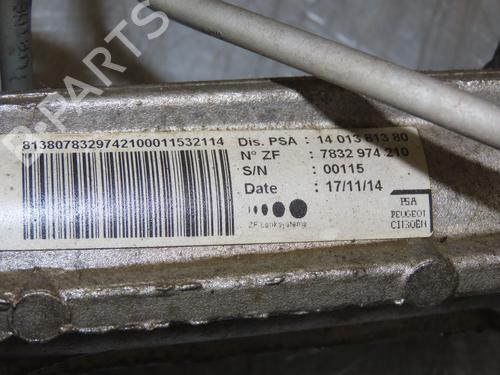 B-PARTS
8138078329742100011532114
Dis. PSA : 14 013 813 80
N° ZF : 7832 974 210
S/N : 00115
Date : 17/11/14
ZF Lenksysteme
PSA
PEUGEOT
CITROËN